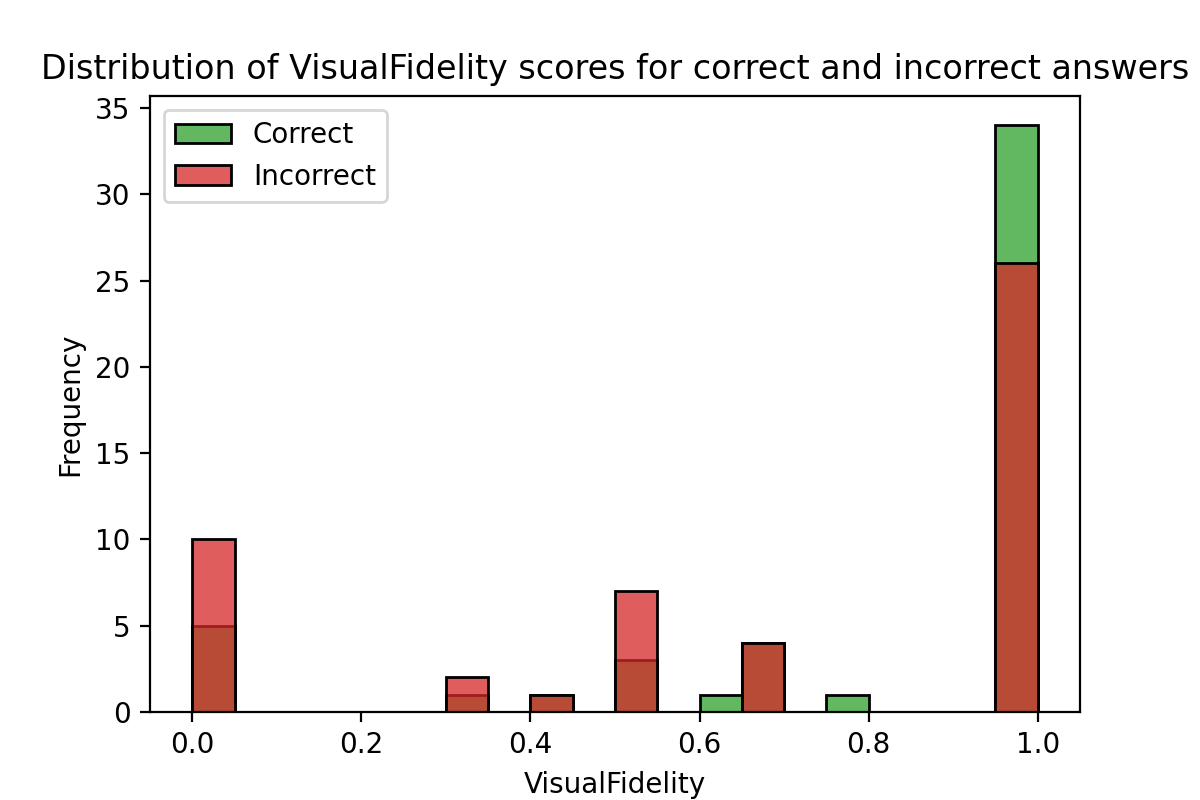 Distribution of VisualFidelity scores for correct and incorrect answers
Correct
Incorrect
35
30
25
20
15
10
5
0
Frequency
0.0 0.2 0.4 0.6 0.8 1.0
VisualFidelity